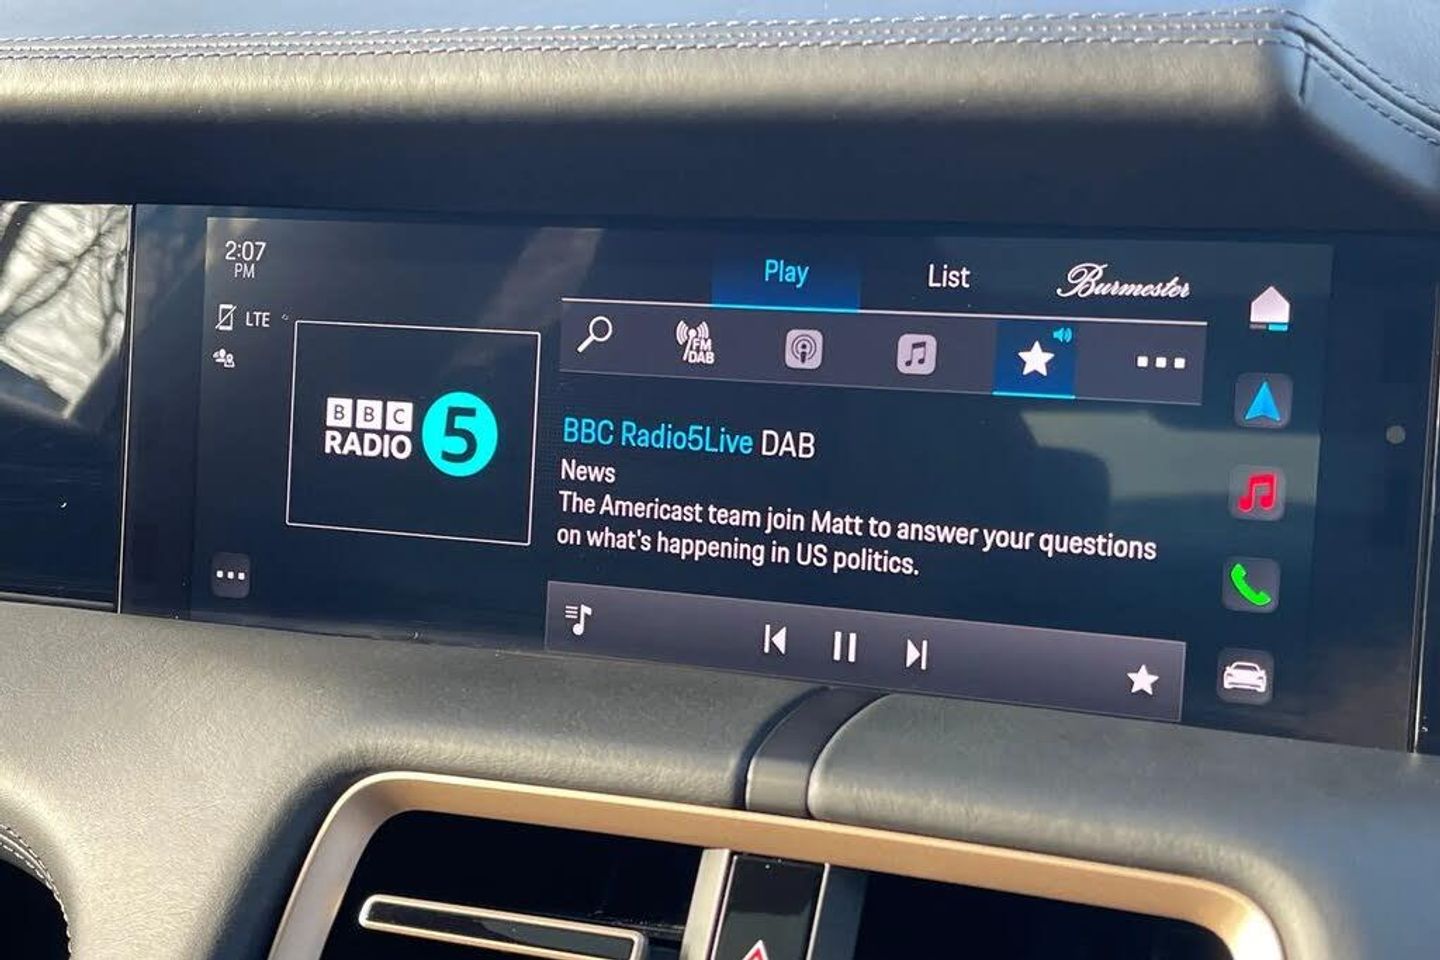 2:07
PM
LTE
Play
List
Burmester
FM
DAB
BBC
RADIO
5
BBC Radio5Live DAB
News
The Americast team join Matt to answer your questions
on what's happening in US politics.